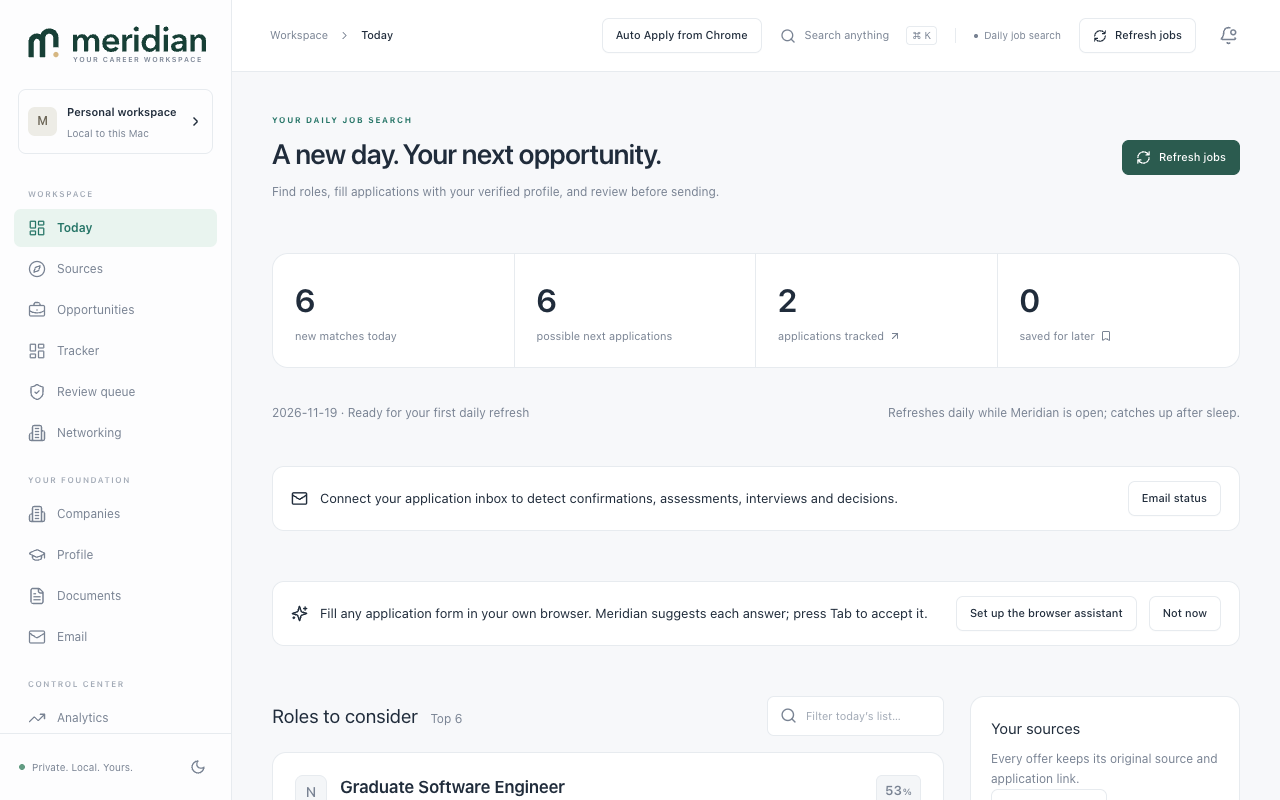 meridian
YOUR CAREER WORKSPACE
M
Personal workspace
Local to this Mac
WORKSPACE
Today
Sources
Opportunities
Tracker
Review queue
Networking
YOUR FOUNDATION
Companies
Profile
Documents
Email
CONTROL CENTER
Analytics
Private. Local. Yours.
Workspace > Today
Auto Apply from Chrome
Search anything
⌘ K
Daily job search
Refresh jobs
YOUR DAILY JOB SEARCH
A new day. Your next opportunity.
Find roles, fill applications with your verified profile, and review before sending.
Refresh jobs
6
new matches today
6
possible next applications
2
applications tracked
0
saved for later
2026-11-19 · Ready for your first daily refresh
Refreshes daily while Meridian is open; catches up after sleep.
Connect your application inbox to detect confirmations, assessments, interviews and decisions.
Email status
Fill any application form in your own browser. Meridian suggests each answer; press Tab to accept it.
Set up the browser assistant
Not now
Roles to consider
Top 6
Filter today's list...
N
Graduate Software Engineer
53%
Your sources
Every offer keeps its original source and
application link.